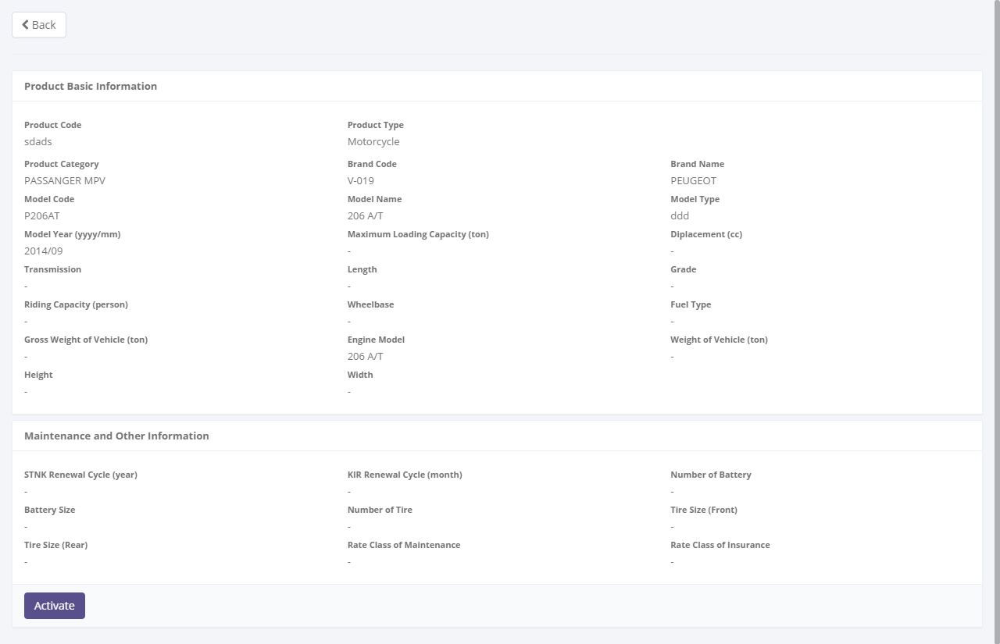 Back
Product Basic Information
Product Code Product Type
sdads Motorcycle
Product Category Brand Code Brand Name
PASSANGER MPV V-019 PEUGEOT
Model Code Model Name Model Type
P206AT 206 A/T ddd
Model Year (yyyy/mm) Maximum Loading Capacity (ton) Diplacement (cc)
2014/09 - -
Transmission Length Grade
- - -
Riding Capacity (person) Wheelbase Fuel Type
- - -
Gross Weight of Vehicle (ton) Engine Model Weight of Vehicle (ton)
- 206 A/T -
Height Width
- -
Maintenance and Other Information
STNK Renewal Cycle (year) KIR Renewal Cycle (month) Number of Battery
- - -
Battery Size Number of Tire Tire Size (Front)
- - -
Tire Size (Rear) Rate Class of Maintenance Rate Class of Insurance
- - -
Activate